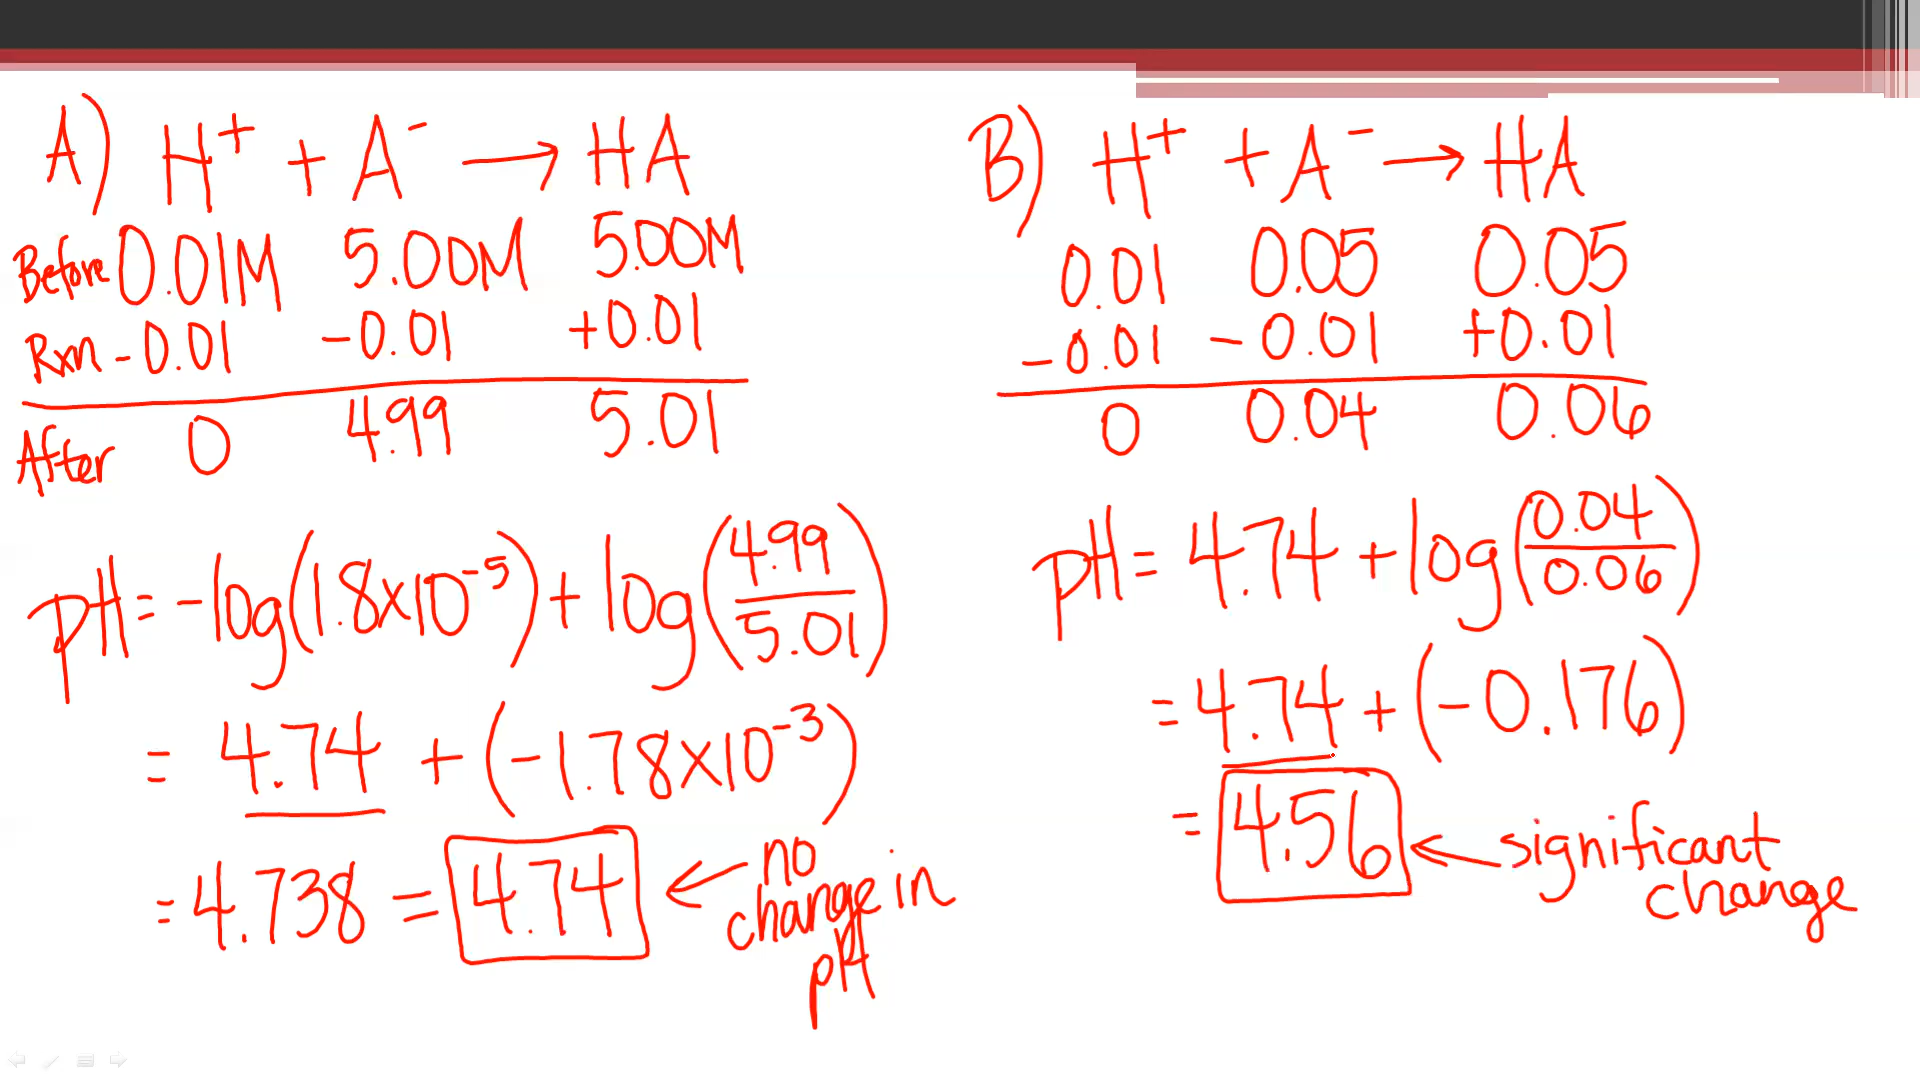 A) H⁺ + A⁻ → HA
Before 0.01M 5.00M 5.00M
Rxn -0.01 -0.01 +0.01
After 0 4.99 5.01
pH = -log(1.8×10⁻⁵) + log(4.99/5.01)
= 4.74 + (-1.78×10⁻³)
= 4.738 = 4.74 ← no
change in
pH
B) H⁺ + A⁻ → HA
0.01 0.05 0.05
-0.01 -0.01 +0.01
0 0.04 0.06
pH = 4.74 + log(0.04/0.06)
= 4.74 + (-0.176)
= 4.56 ← significant
change